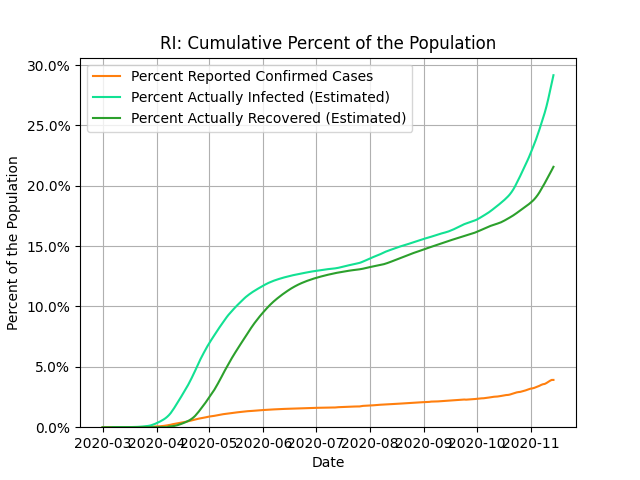 RI: Cumulative Percent of the Population
Percent Reported Confirmed Cases
Percent Actually Infected (Estimated)
Percent Actually Recovered (Estimated)
Percent of the Population
30.0%
25.0%
20.0%
15.0%
10.0%
5.0%
0.0%
2020-03 2020-04 2020-05 2020-06 2020-07 2020-08 2020-09 2020-10 2020-11
Date